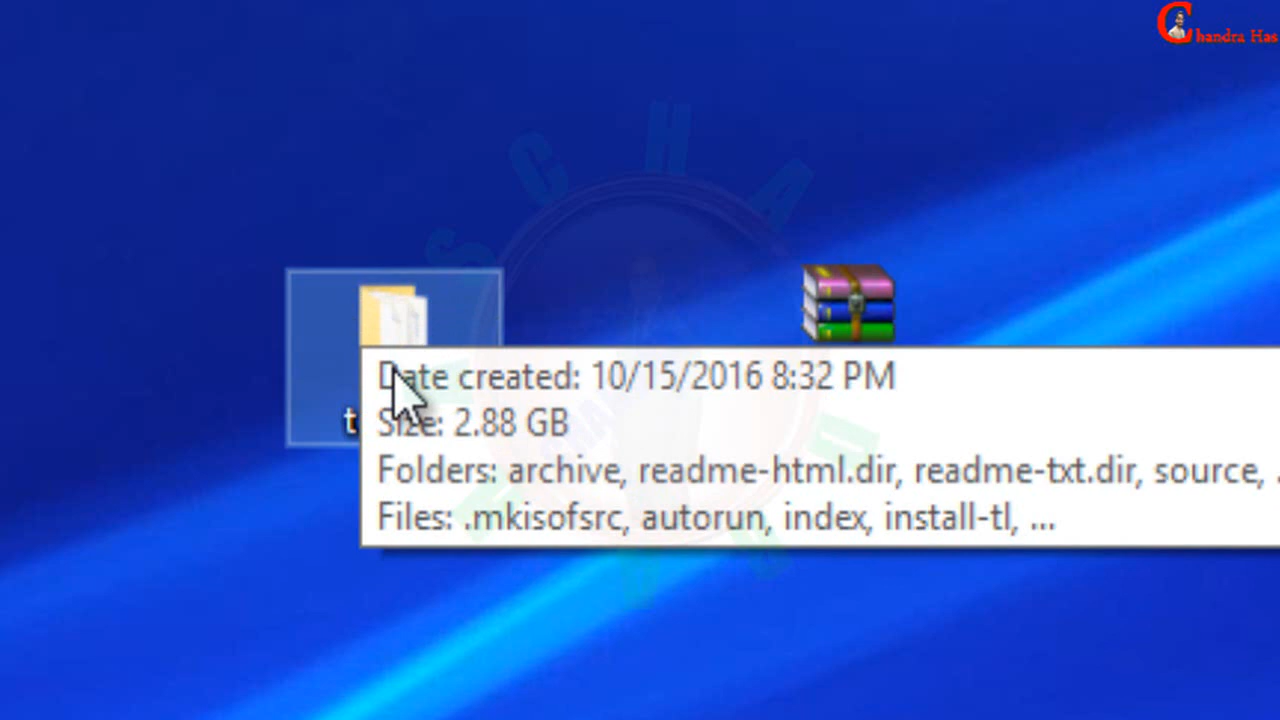 Chandra Has
Date created: 10/15/2016 8:32 PM
Size: 2.88 GB
Folders: archive, readme-html.dir, readme-txt.dir, source, .
Files: .mkisofsrc, autorun, index, install-tl, ...
t